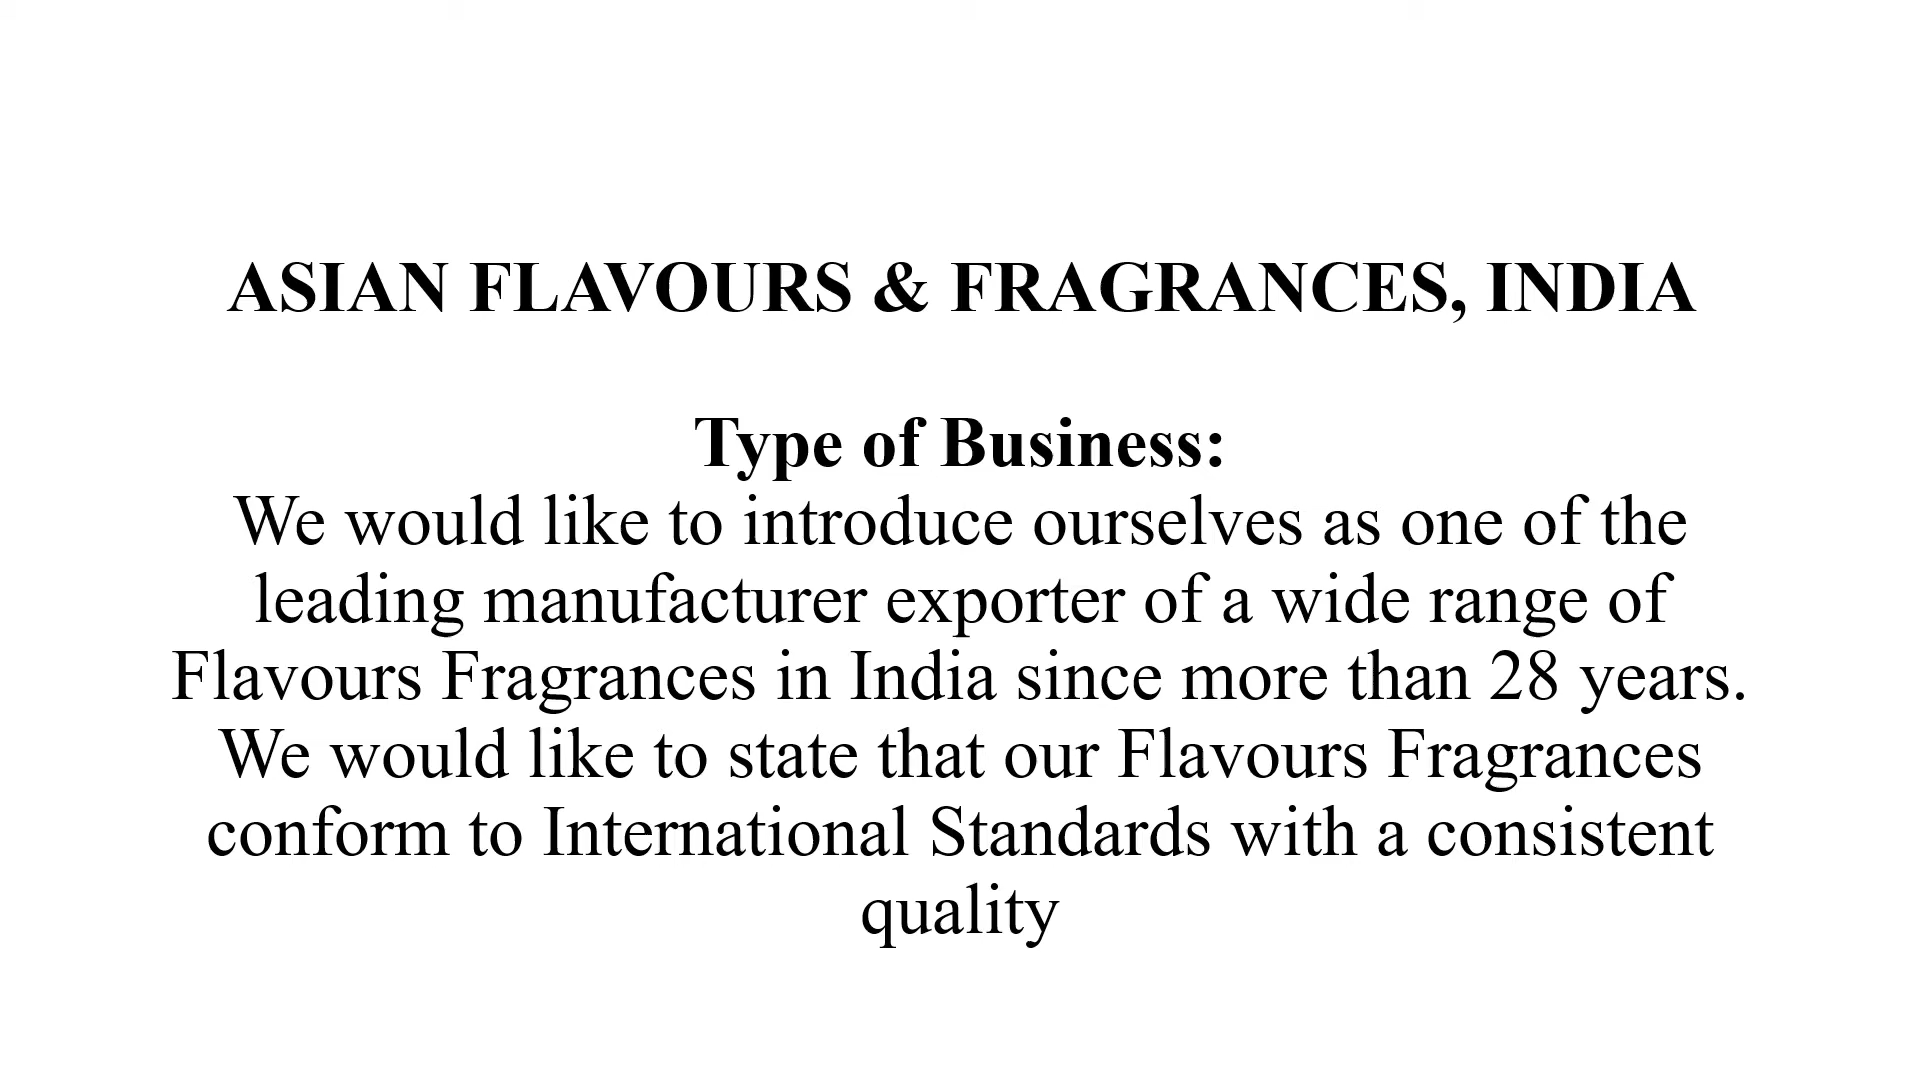 ASIAN FLAVOURS & FRAGRANCES, INDIA
Type of Business:
We would like to introduce ourselves as one of the
leading manufacturer exporter of a wide range of
Flavours Fragrances in India since more than 28 years.
We would like to state that our Flavours Fragrances
conform to International Standards with a consistent
quality